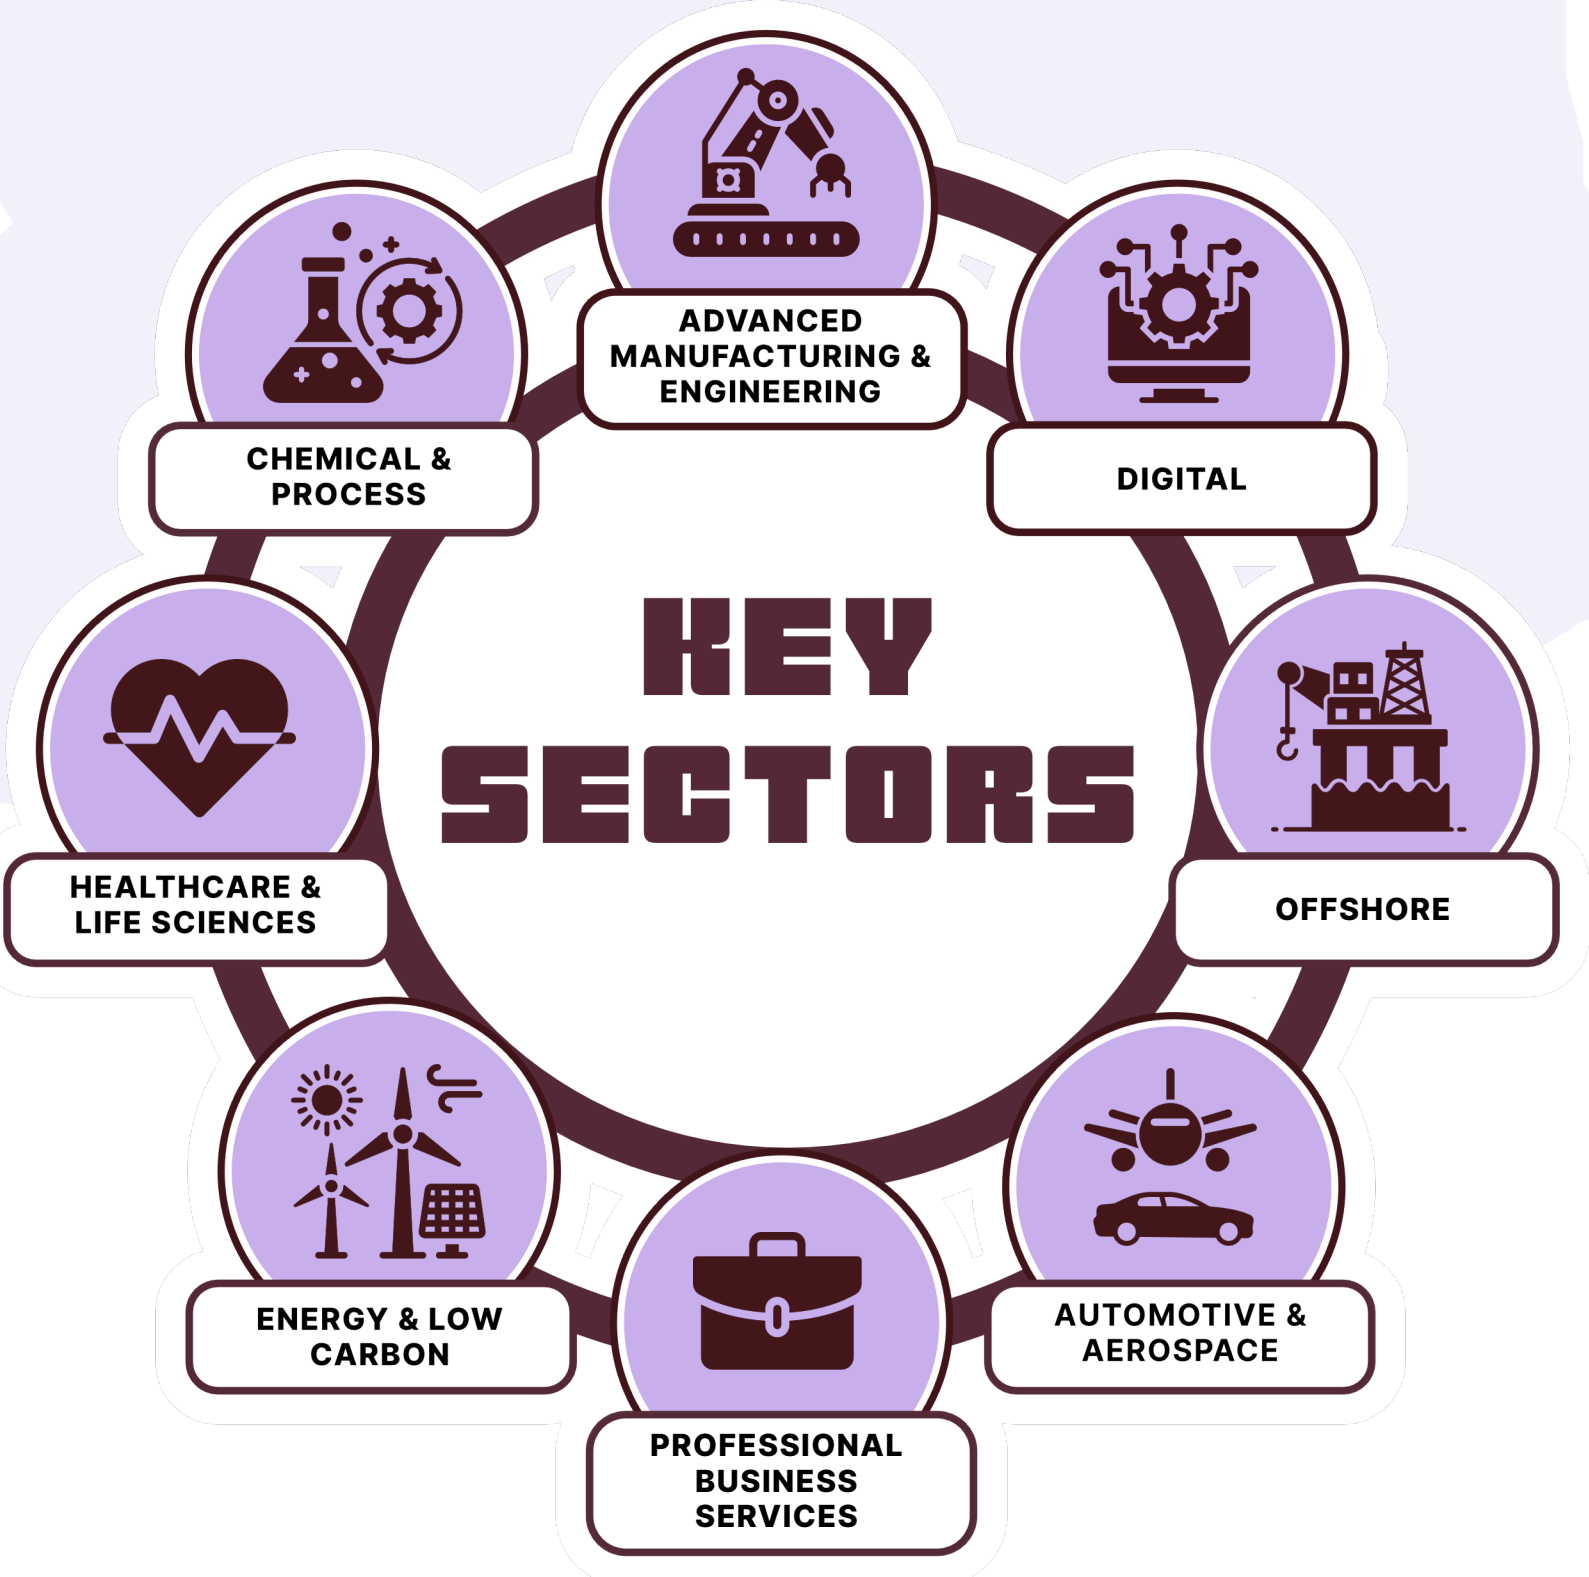 ADVANCED
MANUFACTURING &
ENGINEERING
CHEMICAL &
PROCESS
DIGITAL
KEY
SECTORS
HEALTHCARE &
LIFE SCIENCES
OFFSHORE
ENERGY & LOW
CARBON
AUTOMOTIVE &
AEROSPACE
PROFESSIONAL
BUSINESS
SERVICES